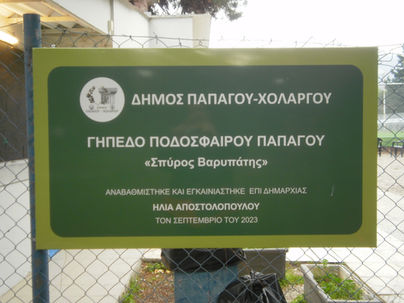 ΔΗΜΟΣ ΠΑΠΑΓΟΥ-ΧΟΛΑΡΓΟΥ
ΓΗΠΕΔΟ ΠΟΔΟΣΦΑΙΡΟΥ ΠΑΠΑΓΟΥ
«Σπύρος Βαρυπάτης»
ΑΝΑΒΑΘΜΙΣΤΗΚΕ ΚΑΙ ΕΓΚΑΙΝΙΑΣΤΗΚΕ ΕΠΙ ΔΗΜΑΡΧΙΑΣ
ΗΛΙΑ ΑΠΟΣΤΟΛΟΠΟΥΛΟΥ
ΤΟΝ ΣΕΠΤΕΜΒΡΙΟ ΤΟΥ 2023